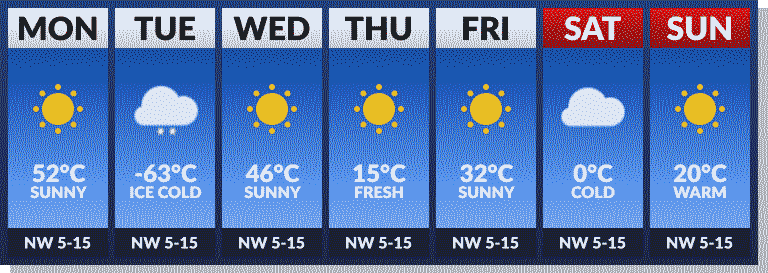 MON TUE WED THU FRI SAT SUN
52°C -63°C 46°C 15°C 32°C 0°C 20°C
SUNNY ICE COLD SUNNY FRESH SUNNY COLD WARM
NW 5-15 NW 5-15 NW 5-15 NW 5-15 NW 5-15 NW 5-15 NW 5-15